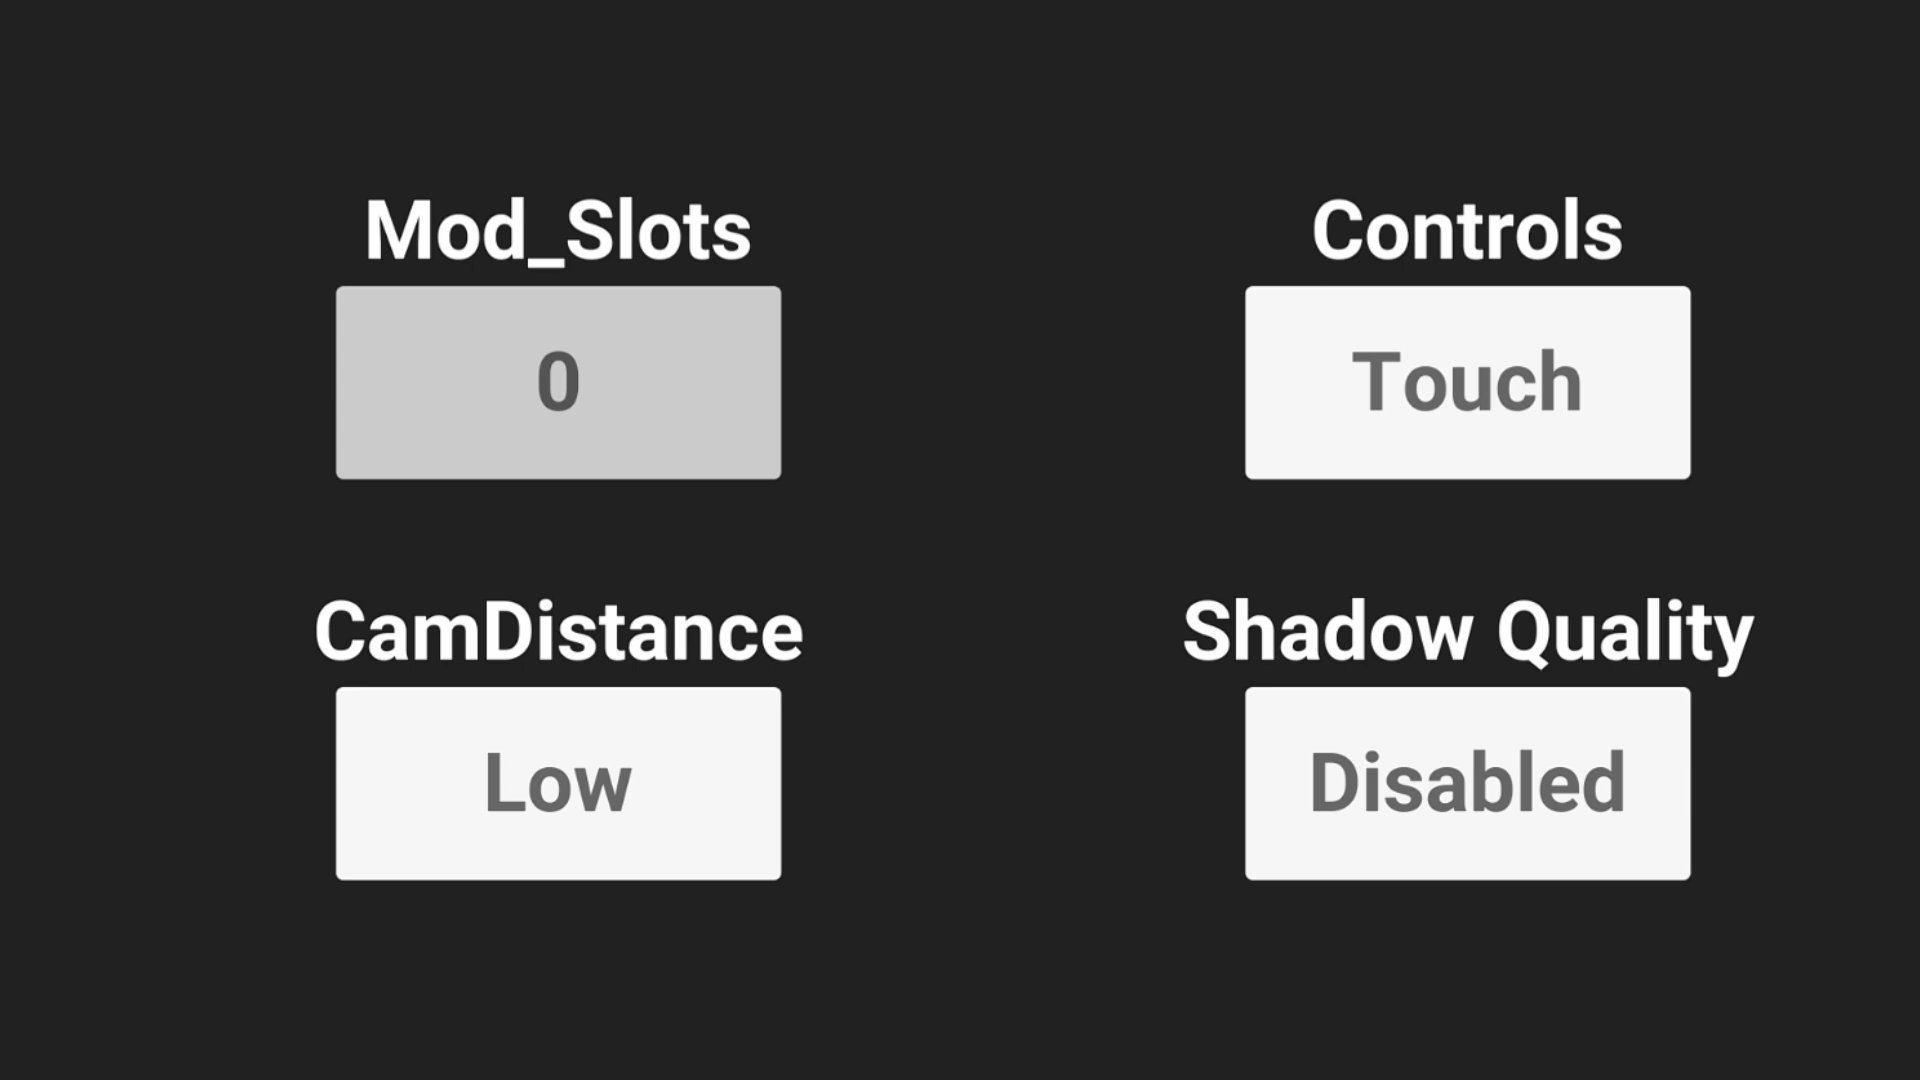 Mod_Slots
0
Controls
Touch
CamDistance
Low
Shadow Quality
Disabled